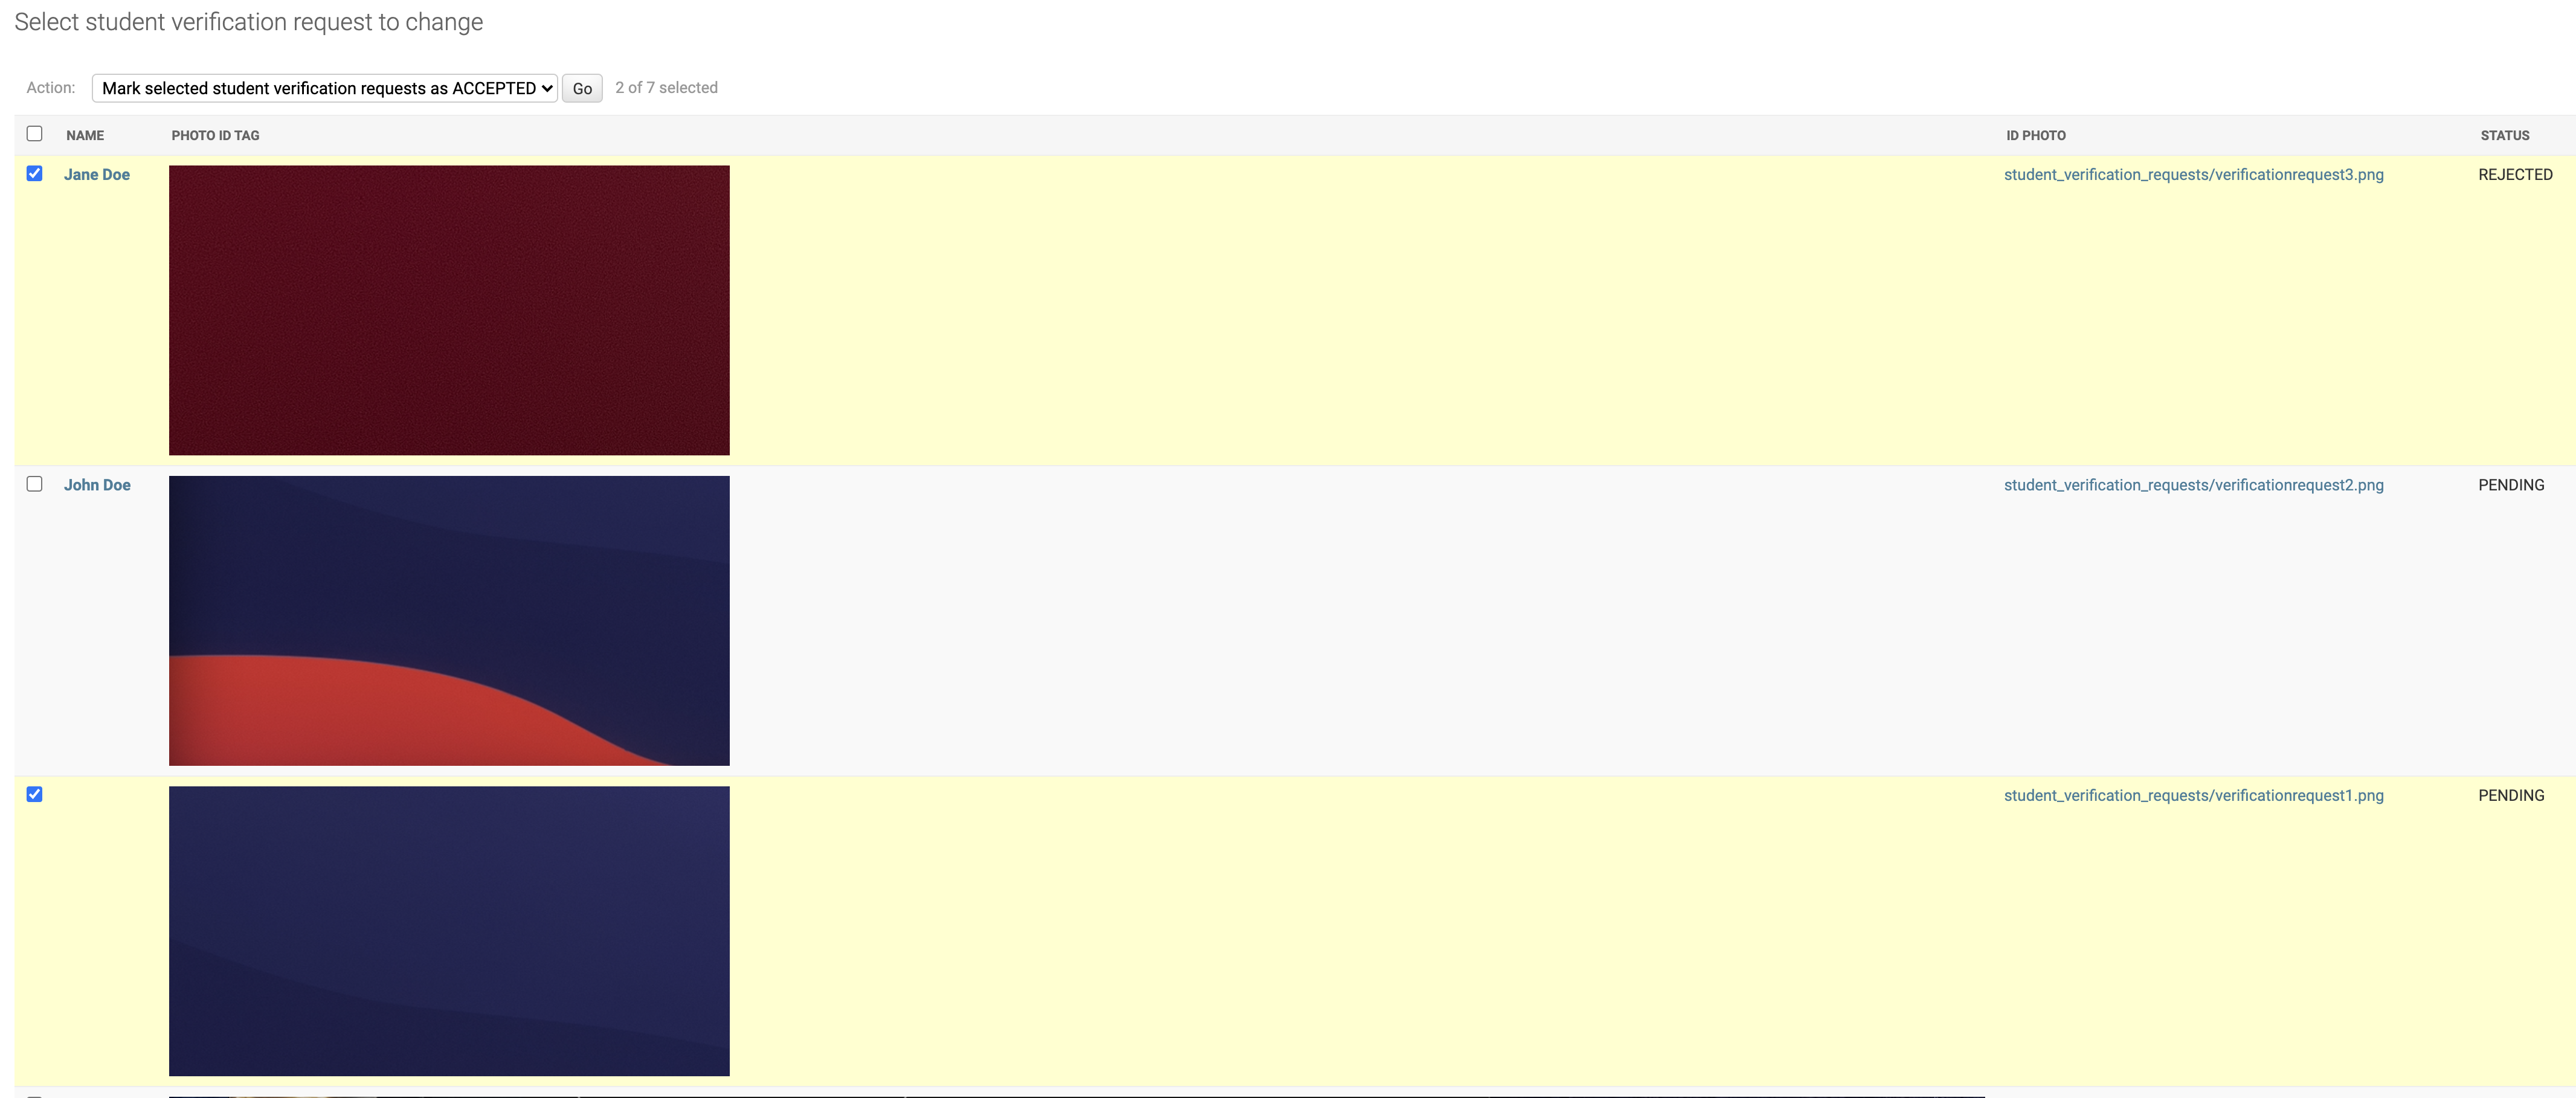 Select student verification request to change
Action: Mark selected student verification requests as ACCEPTED Go 2 of 7 selected
NAME PHOTO ID TAG ID PHOTO STATUS
Jane Doe student_verification_requests/verificationrequest3.png REJECTED
John Doe student_verification_requests/verificationrequest2.png PENDING
student_verification_requests/verificationrequest1.png PENDING